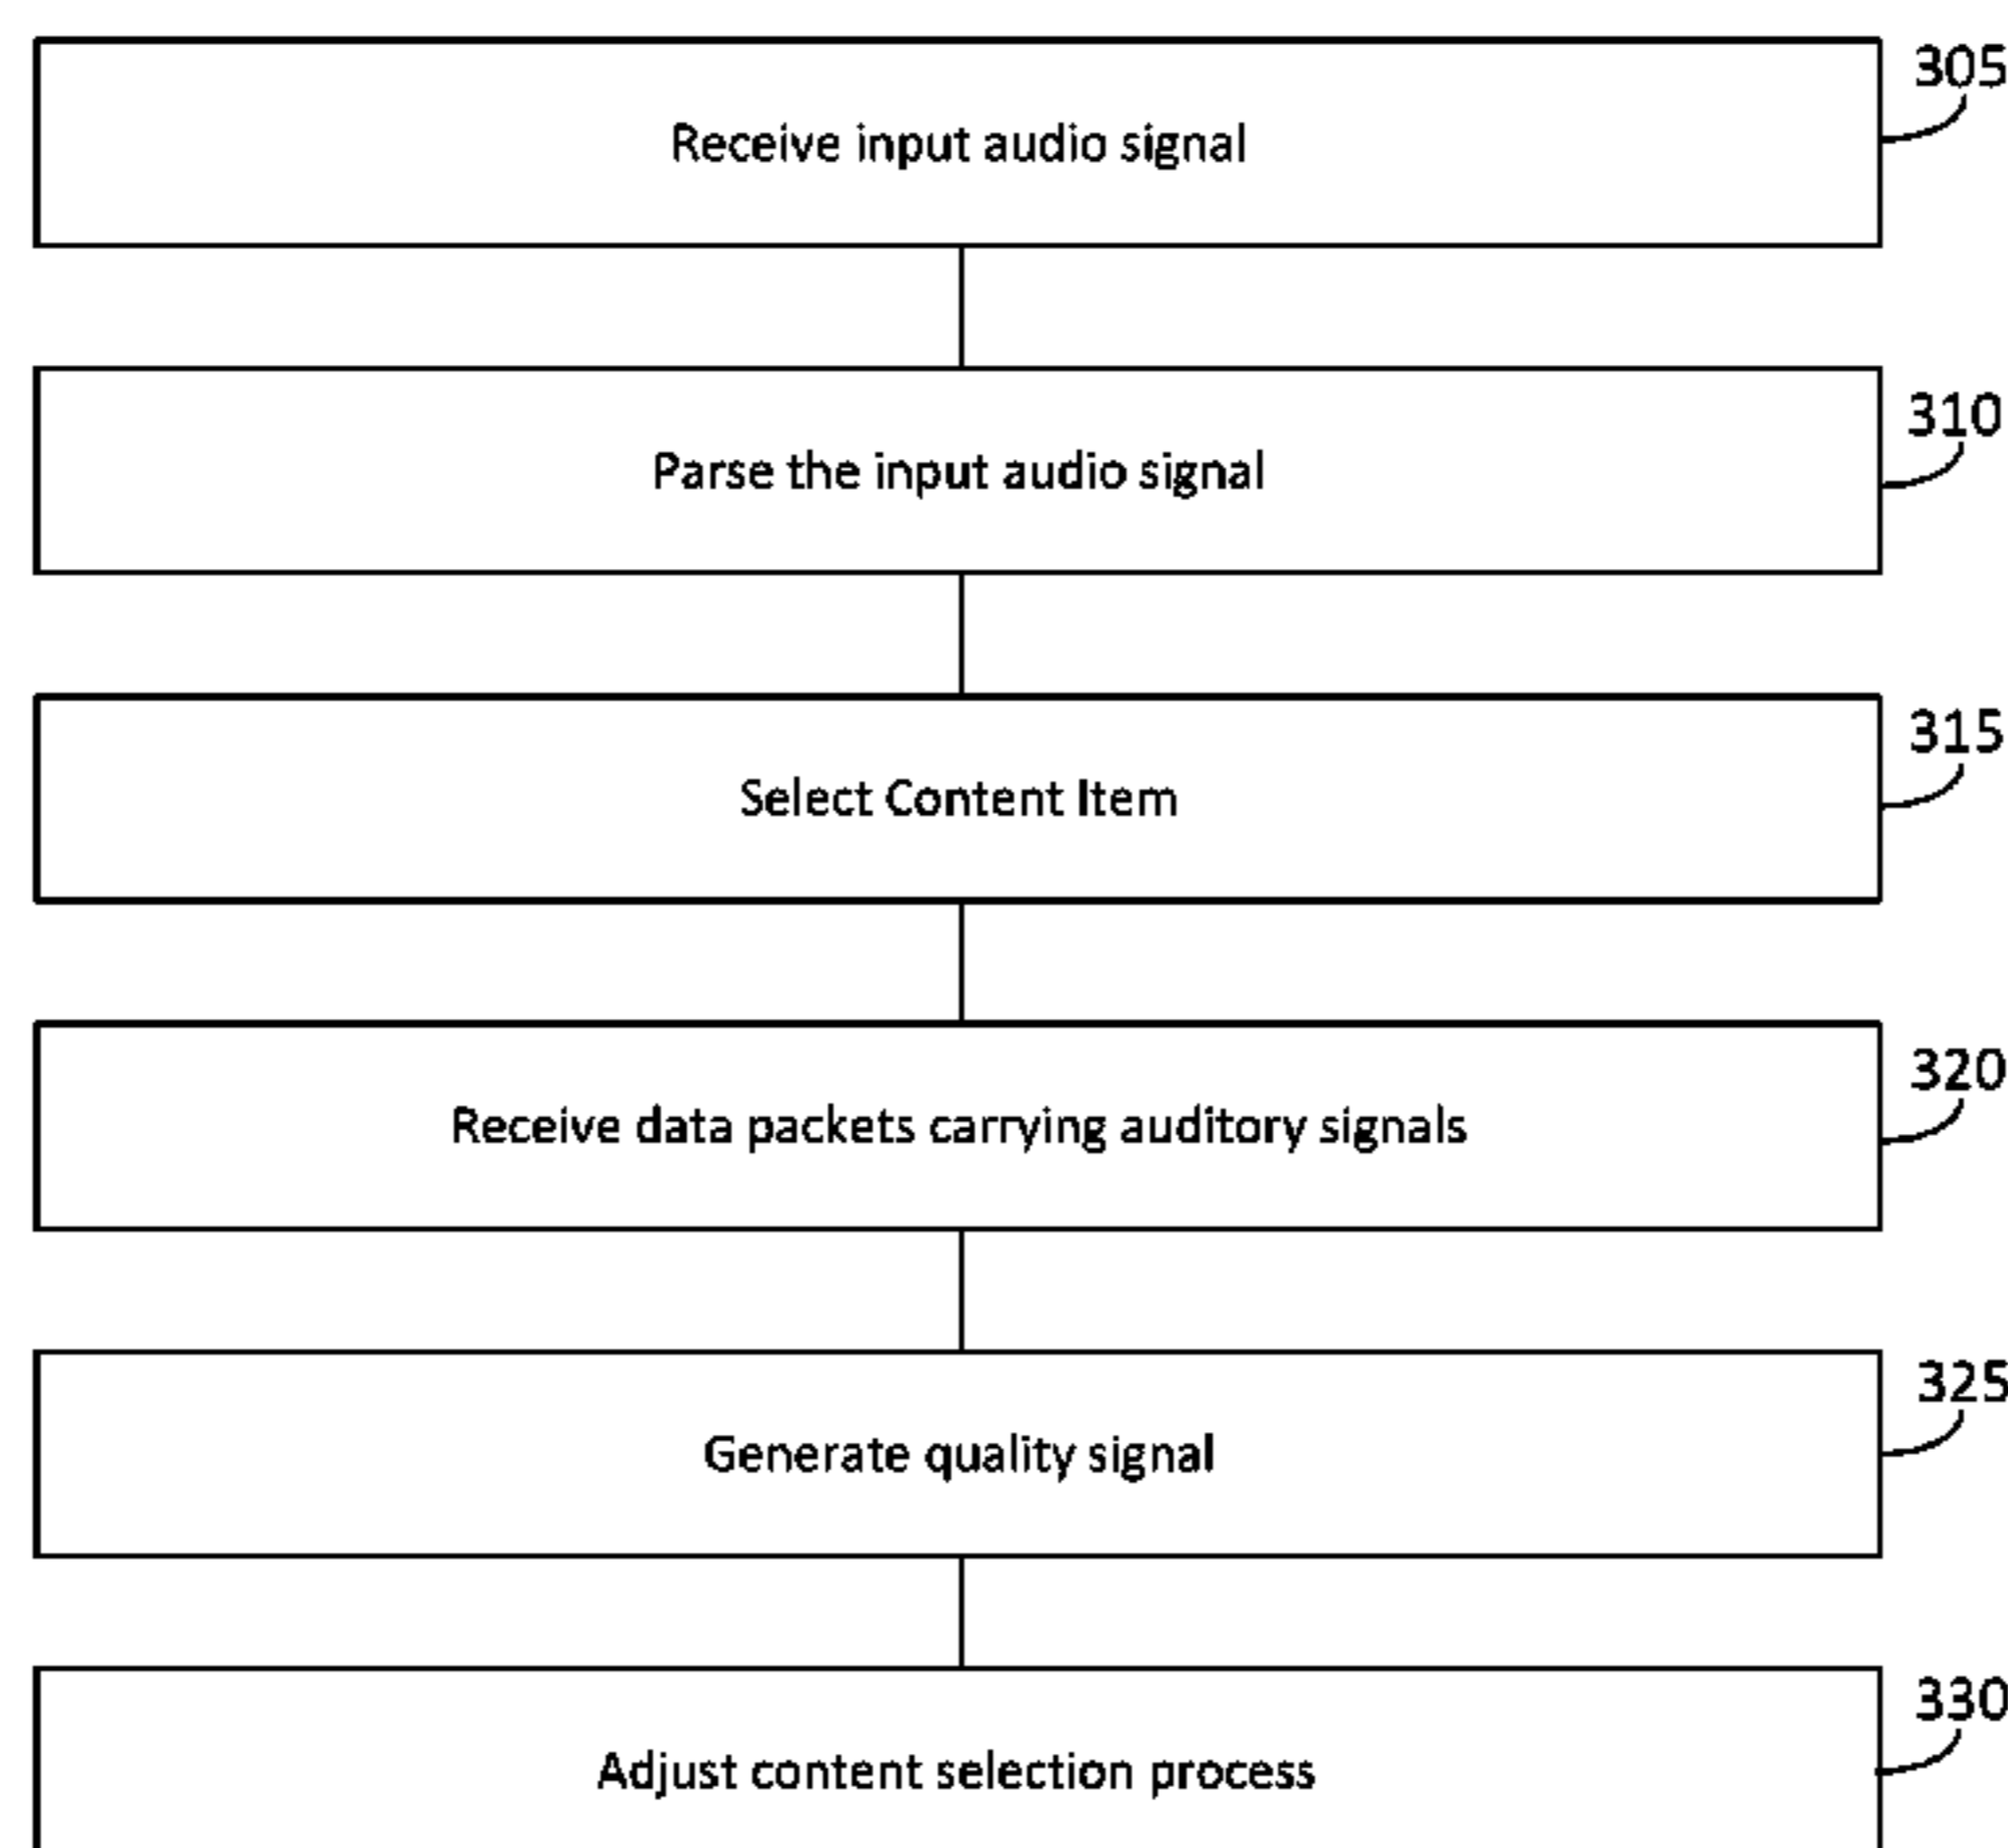 305
Receive input audio signal
310
Parse the input audio signal
315
Select Content Item
320
Receive data packets carrying auditory signals
325
Generate quality signal
330
Adjust content selection process